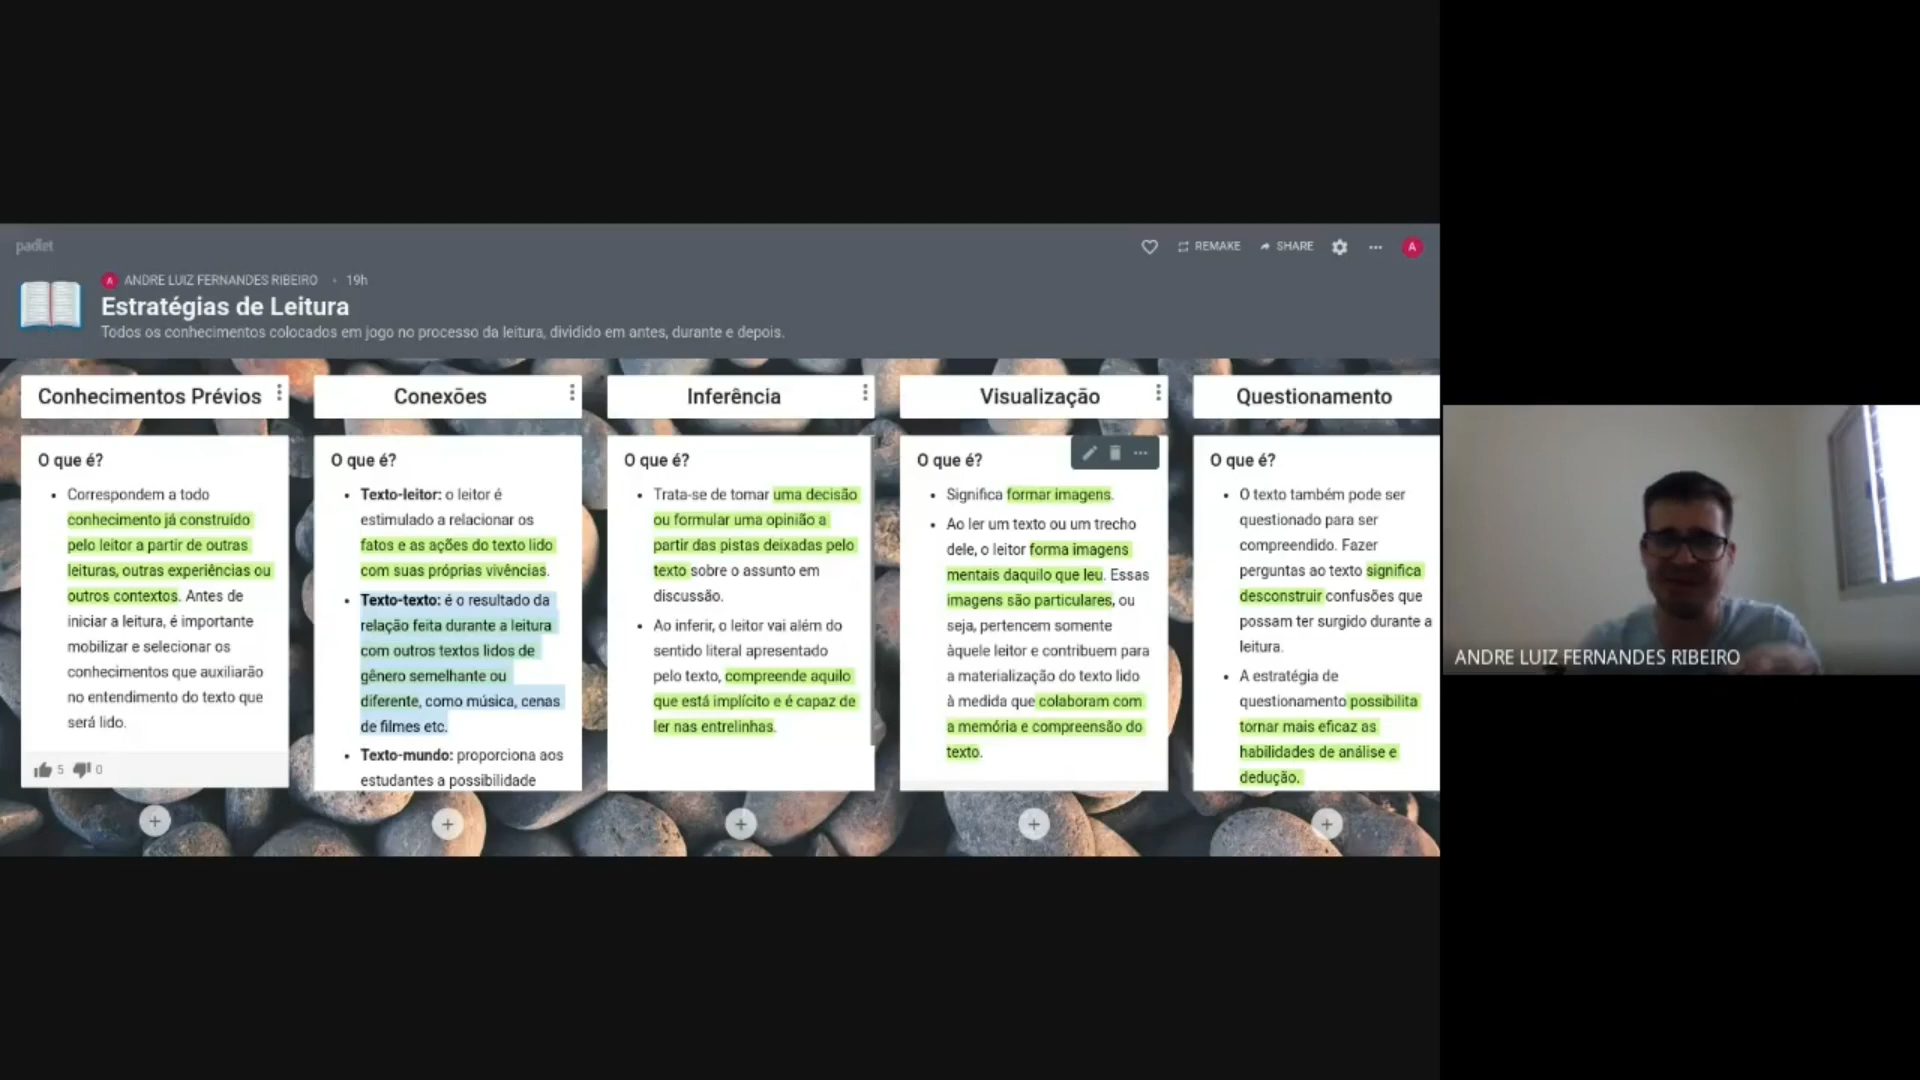 padlet
REMAKE
SHARE
A
A
ANDRE LUIZ FERNANDES RIBEIRO
19h
Estratégias de Leitura
Todos os conhecimentos colocados em jogo no processo da leitura, dividido em antes, durante e depois.
Conhecimentos Prévios
O que é?
Correspondem a todo
conhecimento já construído
pelo leitor a partir de outras
leituras, outras experiências ou
outros contextos. Antes de
iniciar a leitura, é importante
mobilizar e selecionar os
conhecimentos que auxiliarão
no entendimento do texto que
será lido.
5
0
Conexões
O que é?
Texto-leitor: o leitor é
estimulado a relacionar os
fatos e as ações do texto lido
com suas próprias vivências.
Texto-texto: é o resultado da
relação feita durante a leitura
com outros textos lidos de
gênero semelhante ou
diferente, como música, cenas
de filmes etc.
Texto-mundo: proporciona aos
estudantes a possibilidade
Inferência
O que é?
Trata-se de tomar uma decisão
ou formular uma opinião a
partir das pistas deixadas pelo
texto sobre o assunto em
discussão.
Ao inferir, o leitor vai além do
sentido literal apresentado
pelo texto, compreende aquilo
que está implícito e é capaz de
ler nas entrelinhas.
Visualização
O que é?
Significa formar imagens.
Ao ler um texto ou um trecho
dele, o leitor forma imagens
mentais daquilo que leu. Essas
imagens são particulares, ou
seja, pertencem somente
àquele leitor e contribuem para
a materialização do texto lido
à medida que colaboram com
a memória e compreensão do
texto.
Questionamento
O que é?
O texto também pode ser
questionado para ser
compreendido. Fazer
perguntas ao texto significa
desconstruir confusões que
possam ter surgido durante a
leitura.
A estratégia de
questionamento possibilita
tornar mais eficaz as
habilidades de análise e
dedução.
ANDRE LUIZ FERNANDES RIBEIRO